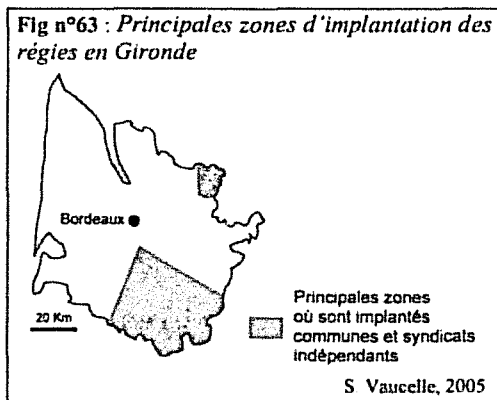 Fig n°63 : Principales zones d'implantation des
régies en Gironde
Bordeaux
20 Km
Principales zones
où sont implantés
communes et syndicats
indépendants
S. Vaucelle, 2005